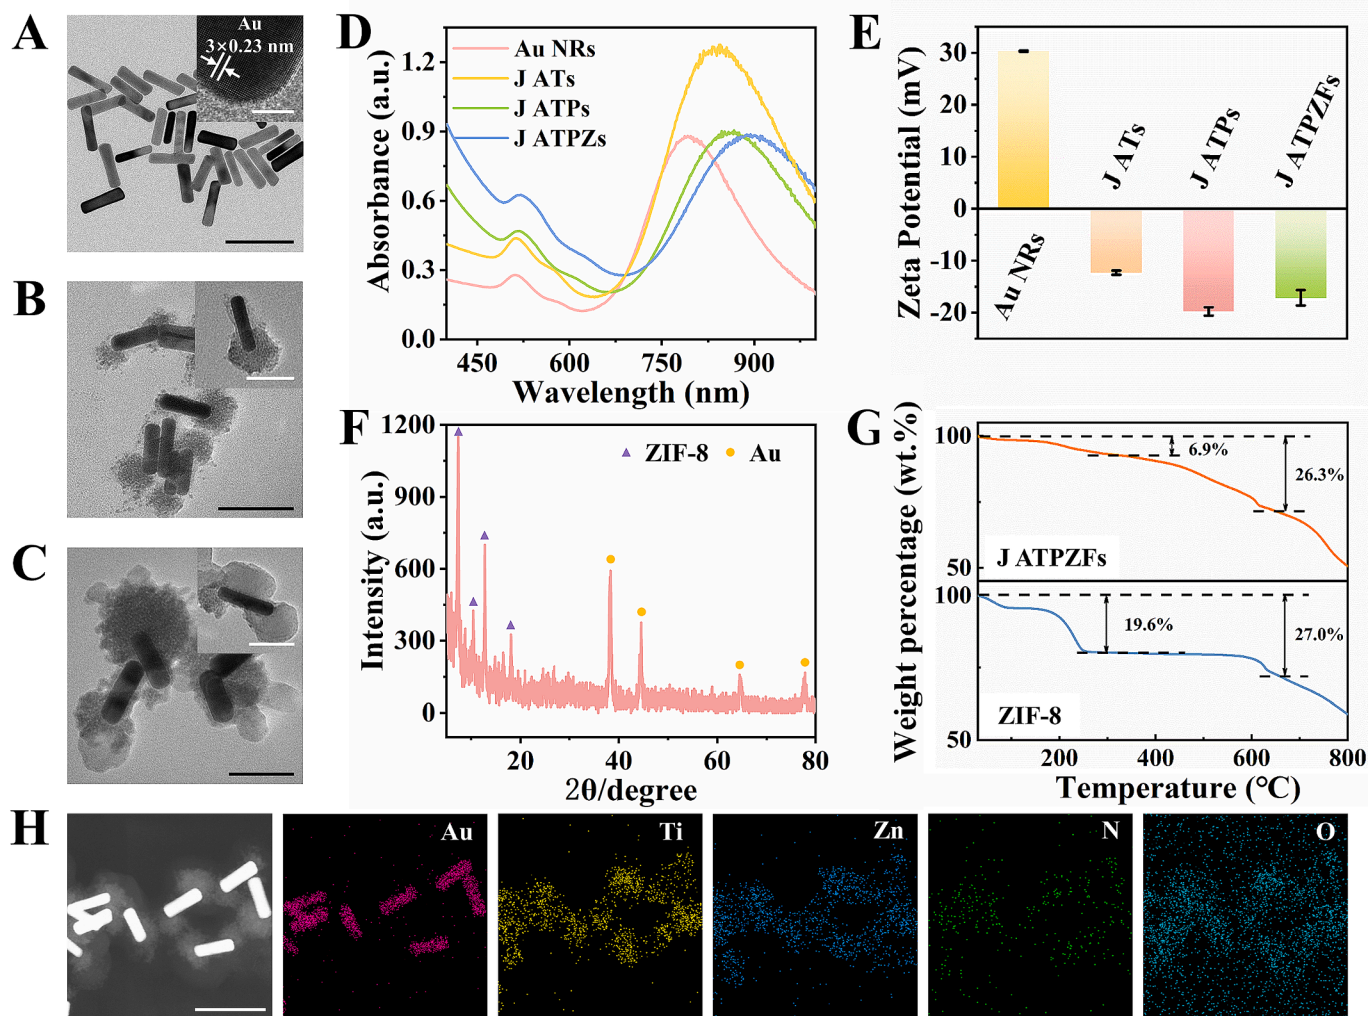 A
Au
3×0.23 nm
B
C
D
Au NRs
J ATs
J ATPs
J ATPZs
Absorbance (a.u.)
1.2
0.9
0.6
0.3
0.0
450 600 750 900
Wavelength (nm)
E
Zeta Potential (mV)
30
20
10
0
-10
-20
Au NRs
J ATs
J ATPs
J ATPZFs
F
Intensity (a.u.)
1200
900
600
300
0
ZIF-8 Au
20 40 60 80
2θ/degree
G
Weight percentage (wt.%)
100
6.9%
26.3%
J ATPZFs
50
100
19.6%
27.0%
ZIF-8
50
200 400 600 800
Temperature (°C)
H
Au
Ti
Zn
N
O